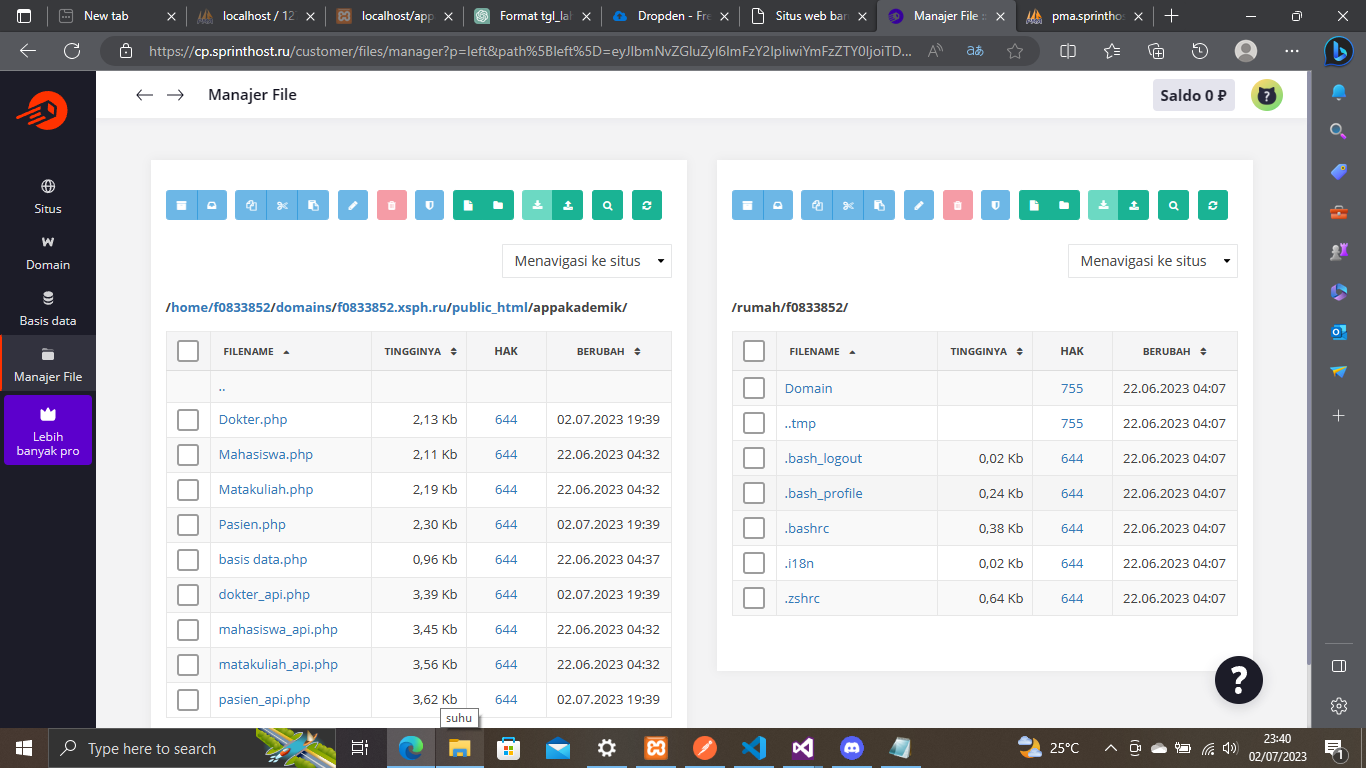 New tab
localhost / 12
localhost/app
Format tgl_lah
Dropden - Fre
Situs web baru
Manajer File ::
pma.sprinthos
https://cp.sprinthost.ru/customer/files/manager?p=left&path%5Bleft%5D=eyJIbmNvZGluZyI6ImFzY2lpIiwiYmFzZTY0IjoiTD...
Manajer File
Saldo 0 ₽
Situs
Domain
Basis data
Manajer File
Lebih
banyak pro
Menavigasi ke situs
/home/f0833852/domains/f0833852.xsph.ru/public_html/appakademik/
FILENAME TINGGINYA HAK BERUBAH
..
Dokter.php 2,13 Kb 644 02.07.2023 19:39
Mahasiswa.php 2,11 Kb 644 22.06.2023 04:32
Matakuliah.php 2,19 Kb 644 22.06.2023 04:32
Pasien.php 2,30 Kb 644 02.07.2023 19:39
basis data.php 0,96 Kb 644 22.06.2023 04:37
dokter_api.php 3,39 Kb 644 02.07.2023 19:39
mahasiswa_api.php 3,45 Kb 644 22.06.2023 04:32
matakuliah_api.php 3,56 Kb 644 22.06.2023 04:32
pasien_api.php 3,62 Kb 644 02.07.2023 19:39
suhu
Menavigasi ke situs
/rumah/f0833852/
FILENAME TINGGINYA HAK BERUBAH
Domain 755 22.06.2023 04:07
..tmp 755 22.06.2023 04:07
.bash_logout 0,02 Kb 644 22.06.2023 04:07
.bash_profile 0,24 Kb 644 22.06.2023 04:07
.bashrc 0,38 Kb 644 22.06.2023 04:07
.i18n 0,02 Kb 644 22.06.2023 04:07
.zshrc 0,64 Kb 644 22.06.2023 04:07
?
Type here to search
25°C
23:40
02/07/2023
1